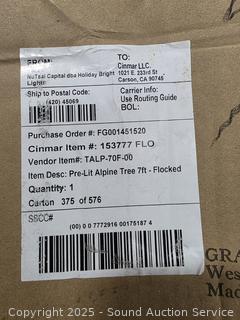 FROM:
NuTsai Capital dba Holiday Bright
Lights
TO:
Cinmar LLC.
1021 E. 233rd St
Carson, CA 90745
Ship to Postal Code:
(420) 45069
Carrier Info:
Use Routing Guide
BOL:
Purchase Order #: FG001451520
Cinmar Item #: 153777 FLO
Vendor Item#: TALP-70F-00
Item Desc: Pre-Lit Alpine Tree 7ft - Flocked
Quantity: 1
Carton 375 of 576
SSCC#
(00) 0 0 7772916 00175187 4
GRA
Wes
Mad
Copyright © 2025 - Sound Auction Service